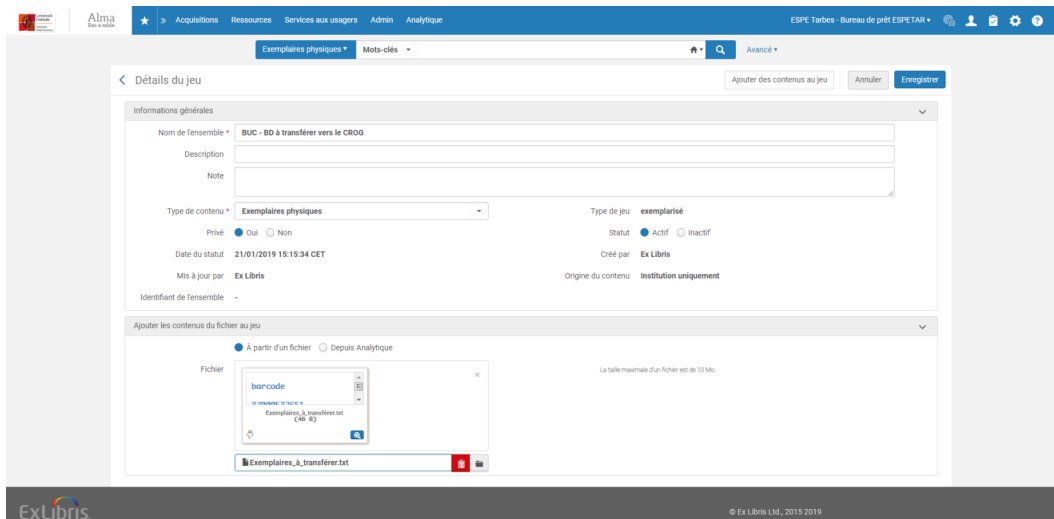 Alma
Bac à sable
» Acquisitions Ressources Services aux usagers Admin Analytique
ESPE Tarbes - Bureau de prêt ESPETAR
Exemplaires physiques Mots-clés
Avancé
Détails du jeu
Ajouter des contenus au jeu Annuler Enregistrer
Informations générales
Nom de l'ensemble * BUC - BD à transférer vers le CROG
Description
Note
Type de contenu * Exemplaires physiques Type de jeu exemplarisé
Privé Oui Non Statut Actif Inactif
Date du statut 21/01/2019 15:15:34 CET Créé par Ex Libris
Mis à jour par Ex Libris Origine du contenu Institution uniquement
Identifiant de l'ensemble -
Ajouter les contenus du fichier au jeu
À partir d'un fichier Depuis Analytique
Fichier La taille maximale d'un fichier est de 10 Mo.
barcode
Exemplaires_à_transférer.txt
(46 B)
Exemplaires_à_transférer.txt
ExLibris
© Ex Libris Ltd., 2015 2019